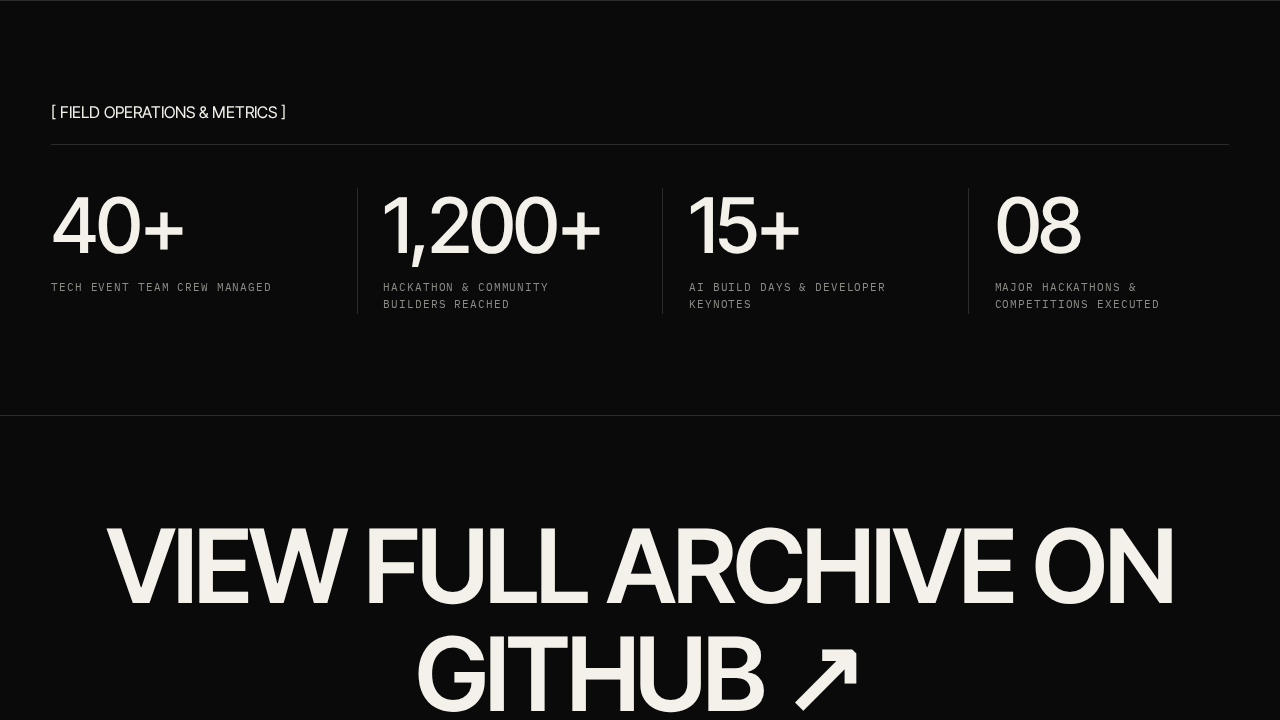 [ FIELD OPERATIONS & METRICS ]
40+
TECH EVENT TEAM CREW MANAGED
1,200+
HACKATHON & COMMUNITY
BUILDERS REACHED
15+
AI BUILD DAYS & DEVELOPER
KEYNOTES
08
MAJOR HACKATHONS &
COMPETITIONS EXECUTED
VIEW FULL ARCHIVE ON
GITHUB ↗